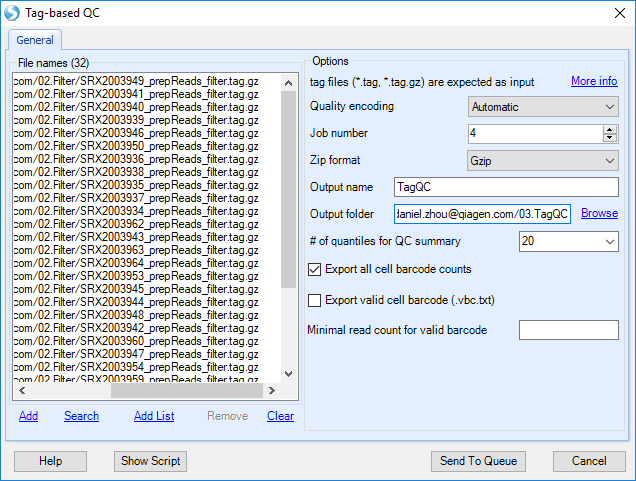 Tag-based QC
General
File names (32)
com/02.Filter/SRX2003949_prepReads_filter.tag.gz
com/02.Filter/SRX2003941_prepReads_filter.tag.gz
com/02.Filter/SRX2003940_prepReads_filter.tag.gz
com/02.Filter/SRX2003939_prepReads_filter.tag.gz
com/02.Filter/SRX2003946_prepReads_filter.tag.gz
com/02.Filter/SRX2003950_prepReads_filter.tag.gz
com/02.Filter/SRX2003936_prepReads_filter.tag.gz
com/02.Filter/SRX2003938_prepReads_filter.tag.gz
com/02.Filter/SRX2003935_prepReads_filter.tag.gz
com/02.Filter/SRX2003937_prepReads_filter.tag.gz
com/02.Filter/SRX2003934_prepReads_filter.tag.gz
com/02.Filter/SRX2003962_prepReads_filter.tag.gz
com/02.Filter/SRX2003943_prepReads_filter.tag.gz
com/02.Filter/SRX2003963_prepReads_filter.tag.gz
com/02.Filter/SRX2003964_prepReads_filter.tag.gz
com/02.Filter/SRX2003953_prepReads_filter.tag.gz
com/02.Filter/SRX2003945_prepReads_filter.tag.gz
com/02.Filter/SRX2003944_prepReads_filter.tag.gz
com/02.Filter/SRX2003948_prepReads_filter.tag.gz
com/02.Filter/SRX2003942_prepReads_filter.tag.gz
com/02.Filter/SRX2003960_prepReads_filter.tag.gz
com/02.Filter/SRX2003947_prepReads_filter.tag.gz
com/02.Filter/SRX2003954_prepReads_filter.tag.gz
com/02.Filter/SRX2003959_prepReads_filter.tag.gz
Add Search Add List Remove Clear
Options
tag files (*.tag, *.tag.gz) are expected as input More info
Quality encoding Automatic
Job number 4
Zip format Gzip
Output name TagQC
Output folder daniel.zhou@qiagen.com/03.TagQC Browse
# of quantiles for QC summary 20
Export all cell barcode counts
Export valid cell barcode (.vbc.txt)
Minimal read count for valid barcode
Help Show Script Send To Queue Cancel